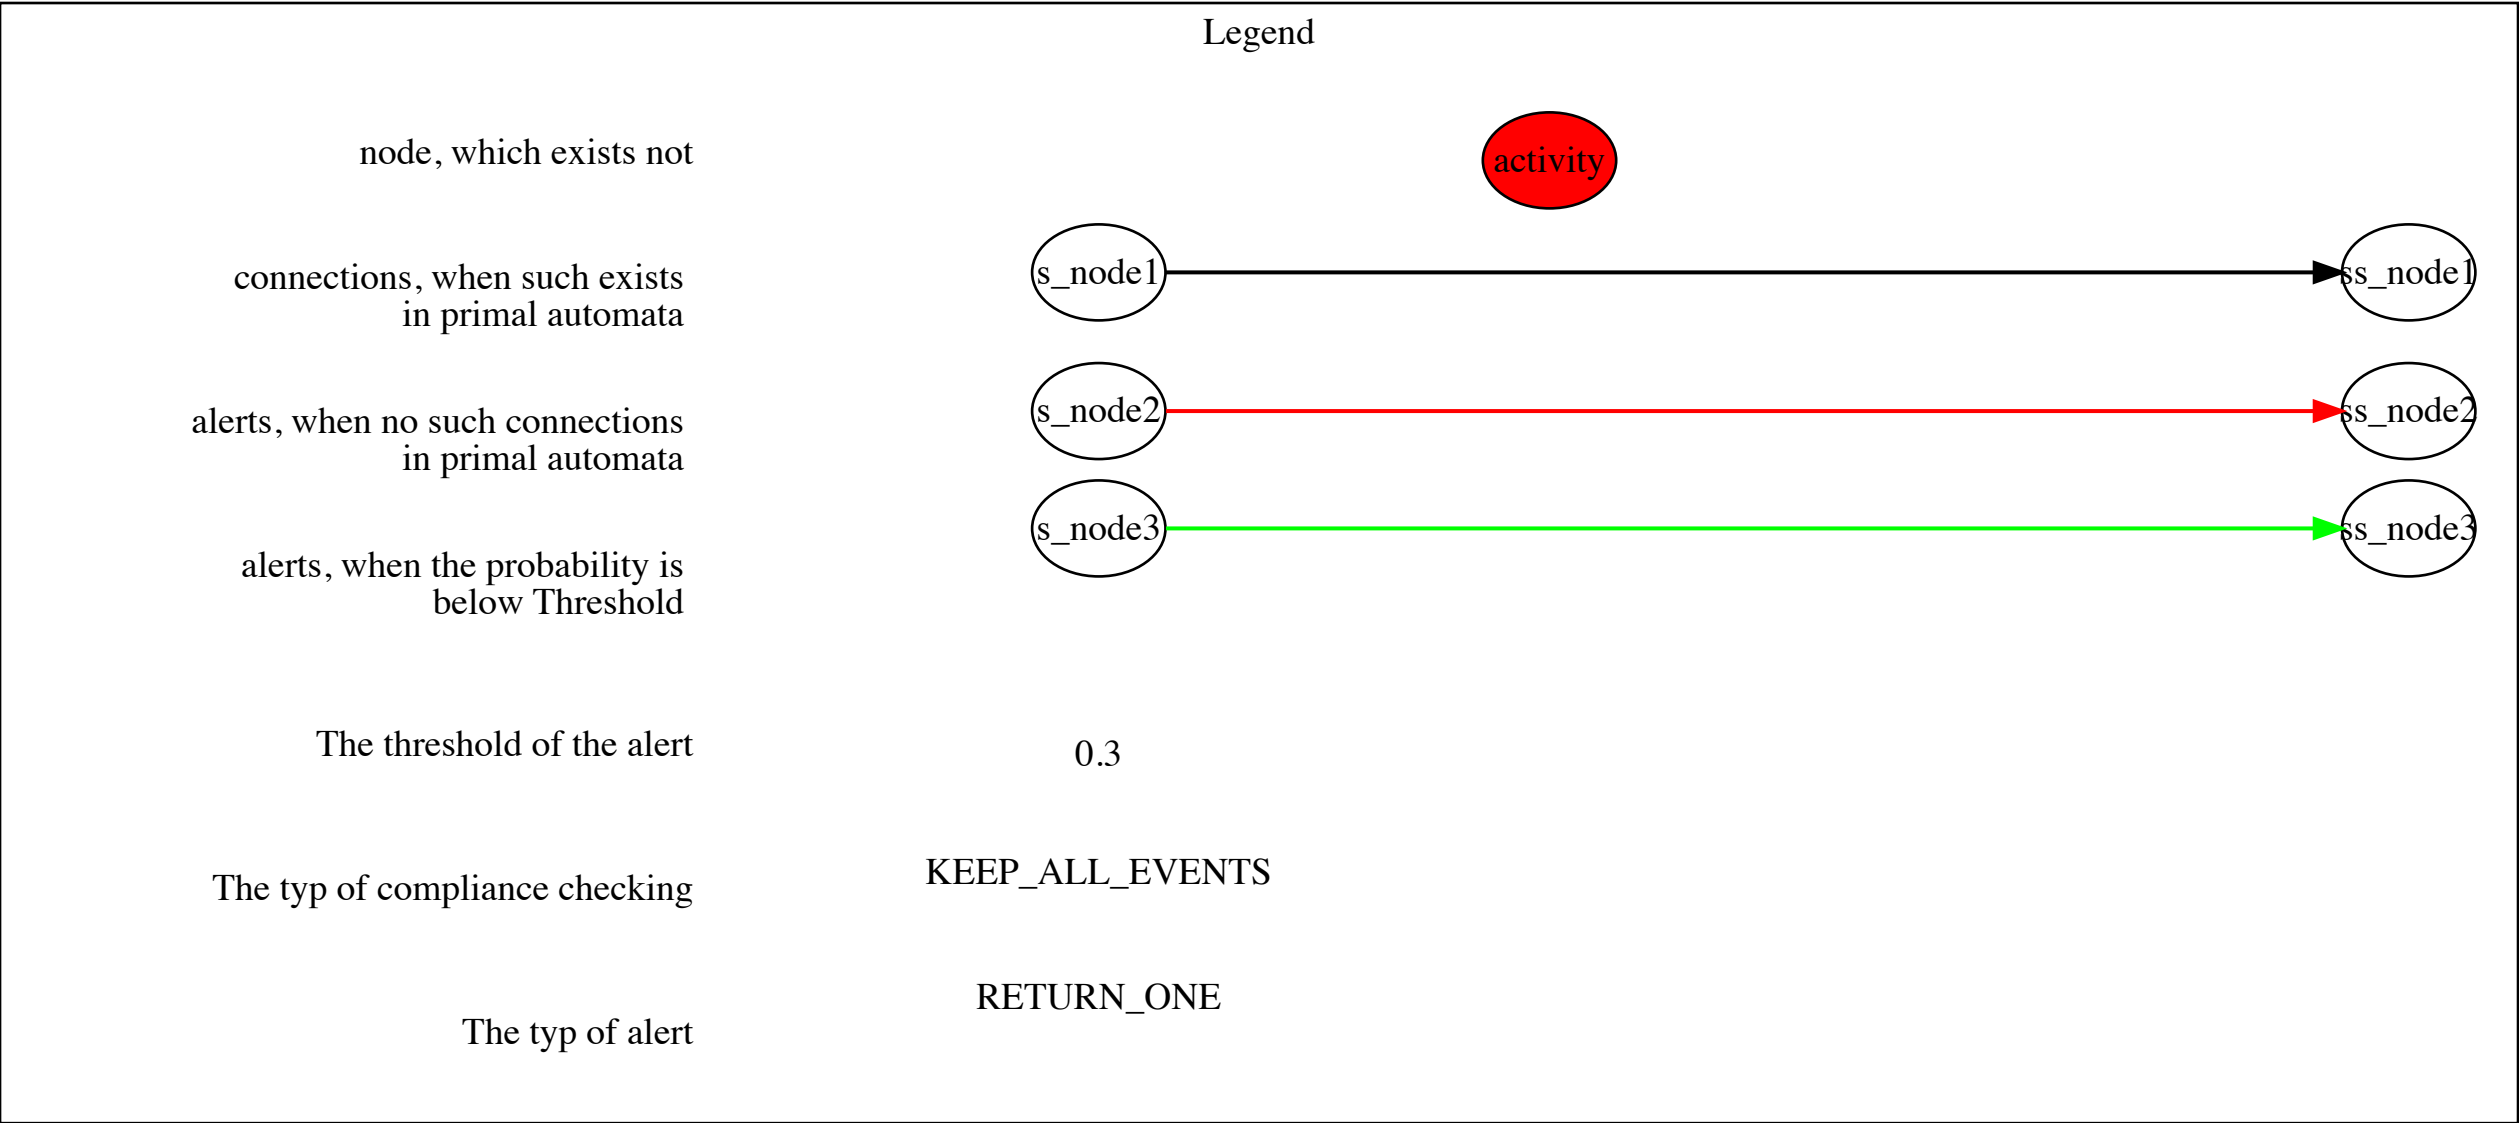 Legend
node, which exists not
activity
connections, when such exists
in primal automata
s_node1
ss_node1
alerts, when no such connections
in primal automata
s_node2
ss_node2
alerts, when the probability is
below Threshold
s_node3
ss_node3
The threshold of the alert
0.3
The typ of compliance checking
KEEP_ALL_EVENTS
The typ of alert
RETURN_ONE